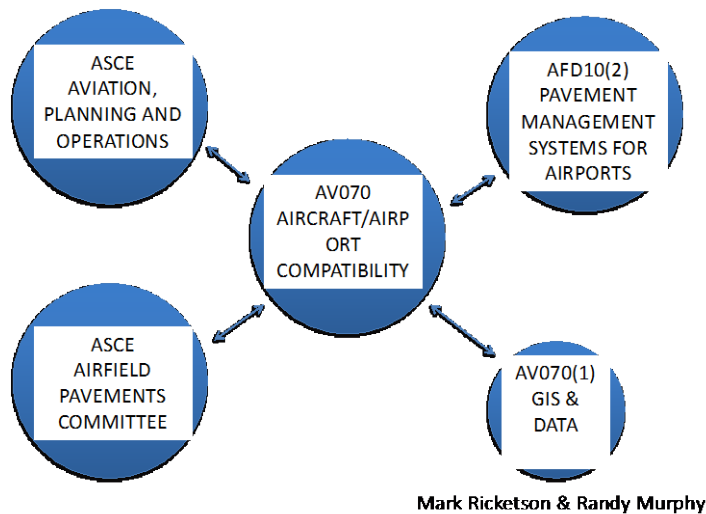 ASCE
AVIATION,
PLANNING AND
OPERATIONS
AFD10(2)
PAVEMENT
MANAGEMENT
SYSTEMS FOR
AIRPORTS
AV070
AIRCRAFT/AIRP
ORT
COMPATIBILITY
ASCE
AIRFIELD
PAVEMENTS
COMMITTEE
AV070(1)
GIS &
DATA
Mark Ricketson & Randy Murphy